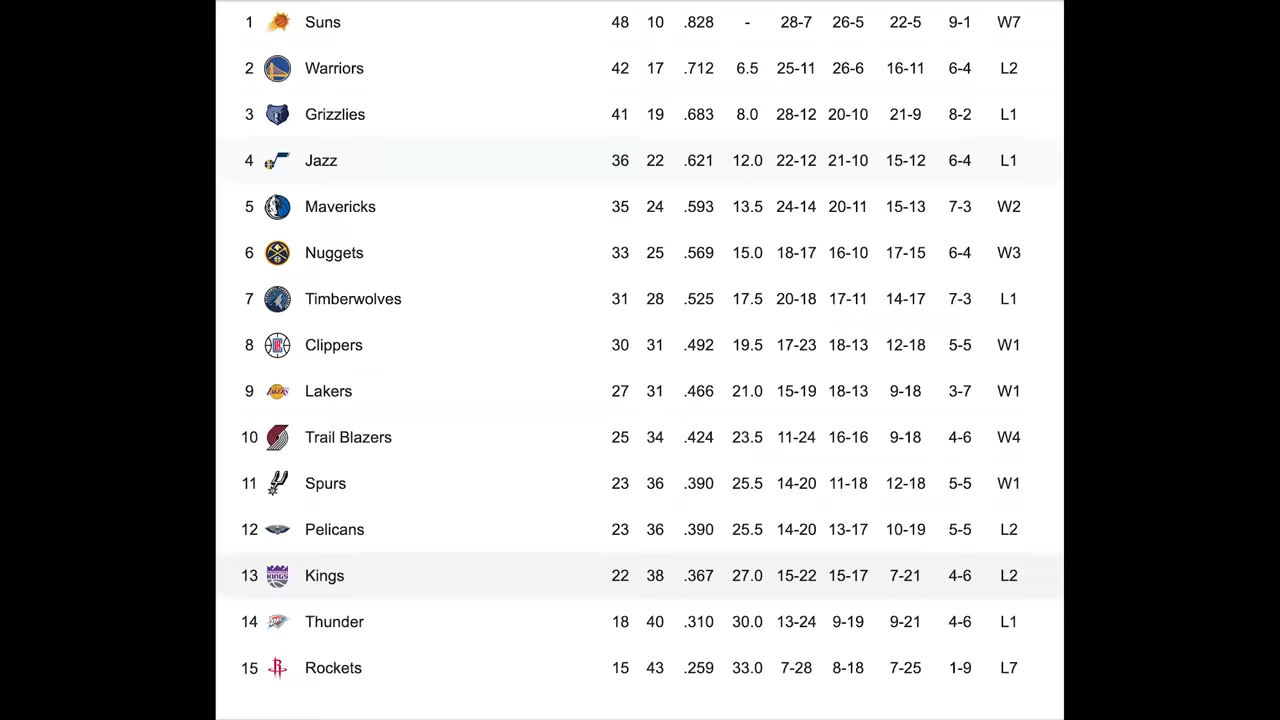 1 Suns 48 10 .828 - 28-7 26-5 22-5 9-1 W7
2 Warriors 42 17 .712 6.5 25-11 26-6 16-11 6-4 L2
3 Grizzlies 41 19 .683 8.0 28-12 20-10 21-9 8-2 L1
4 Jazz 36 22 .621 12.0 22-12 21-10 15-12 6-4 L1
5 Mavericks 35 24 .593 13.5 24-14 20-11 15-13 7-3 W2
6 Nuggets 33 25 .569 15.0 18-17 16-10 17-15 6-4 W3
7 Timberwolves 31 28 .525 17.5 20-18 17-11 14-17 7-3 L1
8 Clippers 30 31 .492 19.5 17-23 18-13 12-18 5-5 W1
9 LAKERS Lakers 27 31 .466 21.0 15-19 18-13 9-18 3-7 W1
10 Trail Blazers 25 34 .424 23.5 11-24 16-16 9-18 4-6 W4
11 Spurs 23 36 .390 25.5 14-20 11-18 12-18 5-5 W1
12 Pelicans 23 36 .390 25.5 14-20 13-17 10-19 5-5 L2
13 KINGS Kings 22 38 .367 27.0 15-22 15-17 7-21 4-6 L2
14 Thunder 18 40 .310 30.0 13-24 9-19 9-21 4-6 L1
15 Rockets 15 43 .259 33.0 7-28 8-18 7-25 1-9 L7